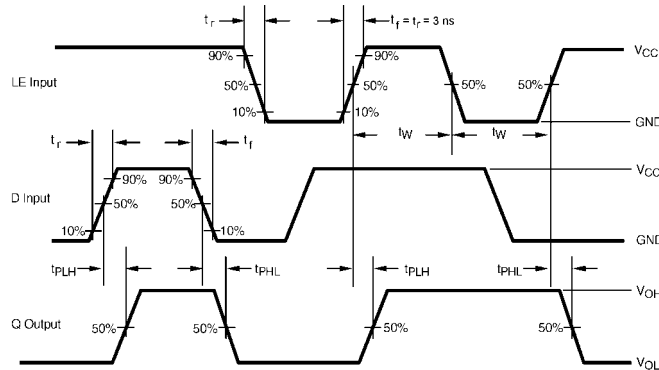 tr tf = tr = 3 ns
90% 90% VCC
LE Input 50% 50% 50% 50%
10% 10% GND
tr tf tW tW
90% 90% VCC
D Input 50% 50%
10% 10% GND
tPLH tPHL tPLH tPHL
VOH
Q Output 50% 50% 50% 50%
VOL